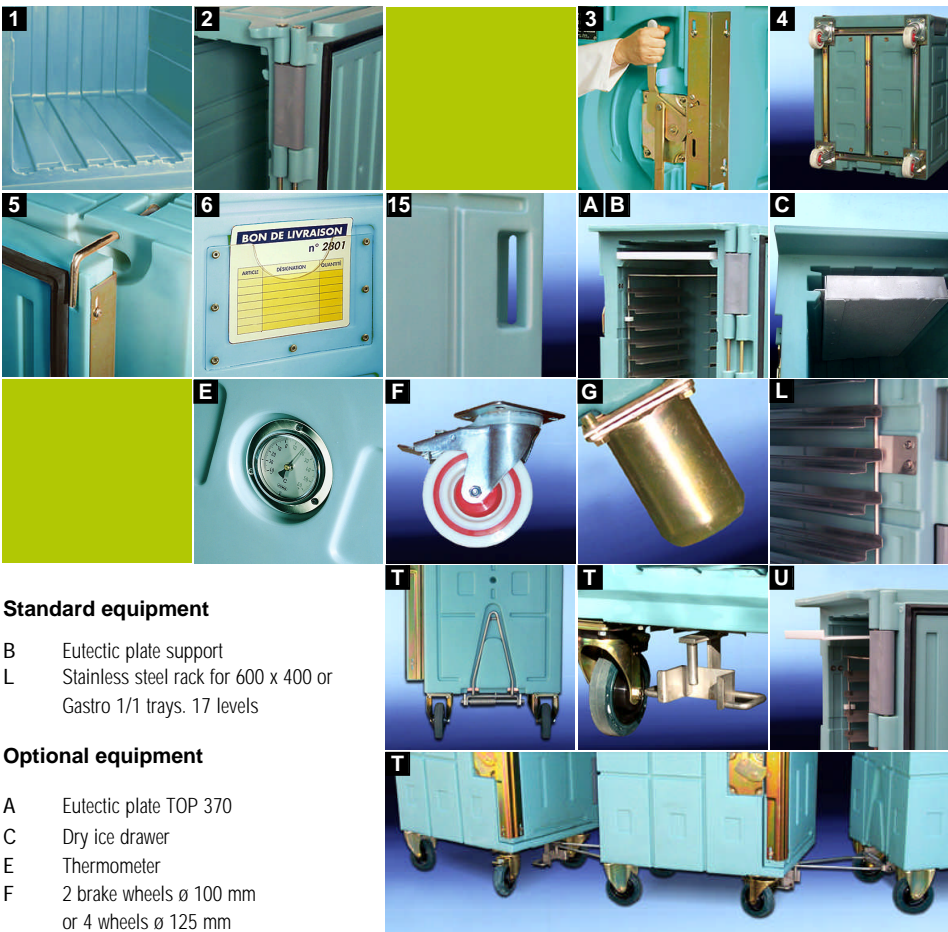 1
2
3
4
5
6
BON DE LIVRAISON
n° 2801
ARTICLE DÉSIGNATION QUANTITÉ
15
A B
C
E
F
G
L
T
T
U
T
Standard equipment
B Eutectic plate support
L Stainless steel rack for 600 x 400 or
Gastro 1/1 trays. 17 levels
Optional equipment
A Eutectic plate TOP 370
C Dry ice drawer
E Thermometer
F 2 brake wheels ø 100 mm
or 4 wheels ø 125 mm